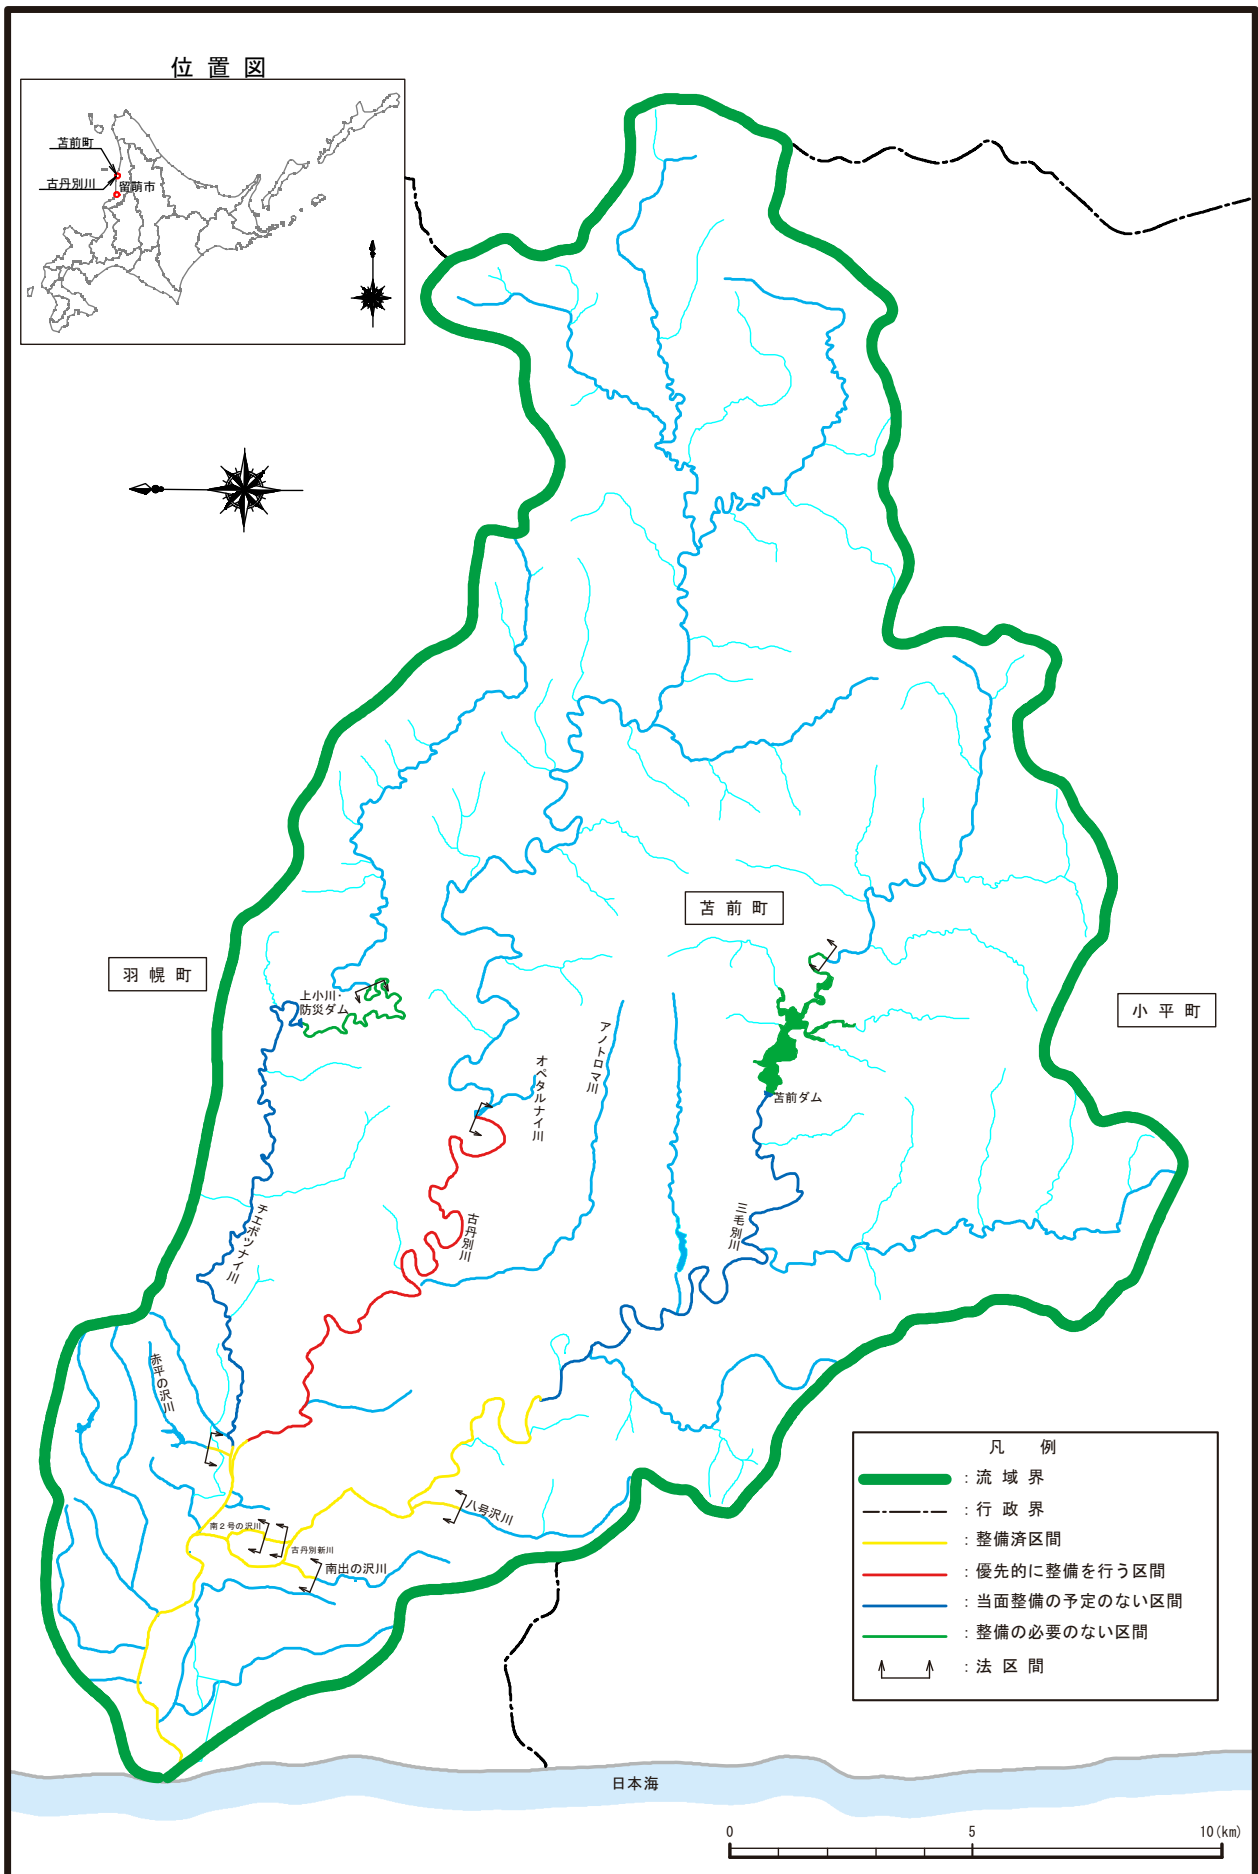 位置図
苫前町
古丹別川
留萌市
苫前町
羽幌町
小平町
上小川・
防災ダム
アノトロマ川
オペタルナイ川
苫前ダム
三毛別川
古丹別川
チエボツナイ川
赤平の沢川
八号沢川
南２号の沢川
古丹別新川
南出の沢川
凡例
：流域界
：行政界
：整備済区間
：優先的に整備を行う区間
：当面整備の予定のない区間
：整備の必要のない区間
：法区間
日本海
0 5 10(km)